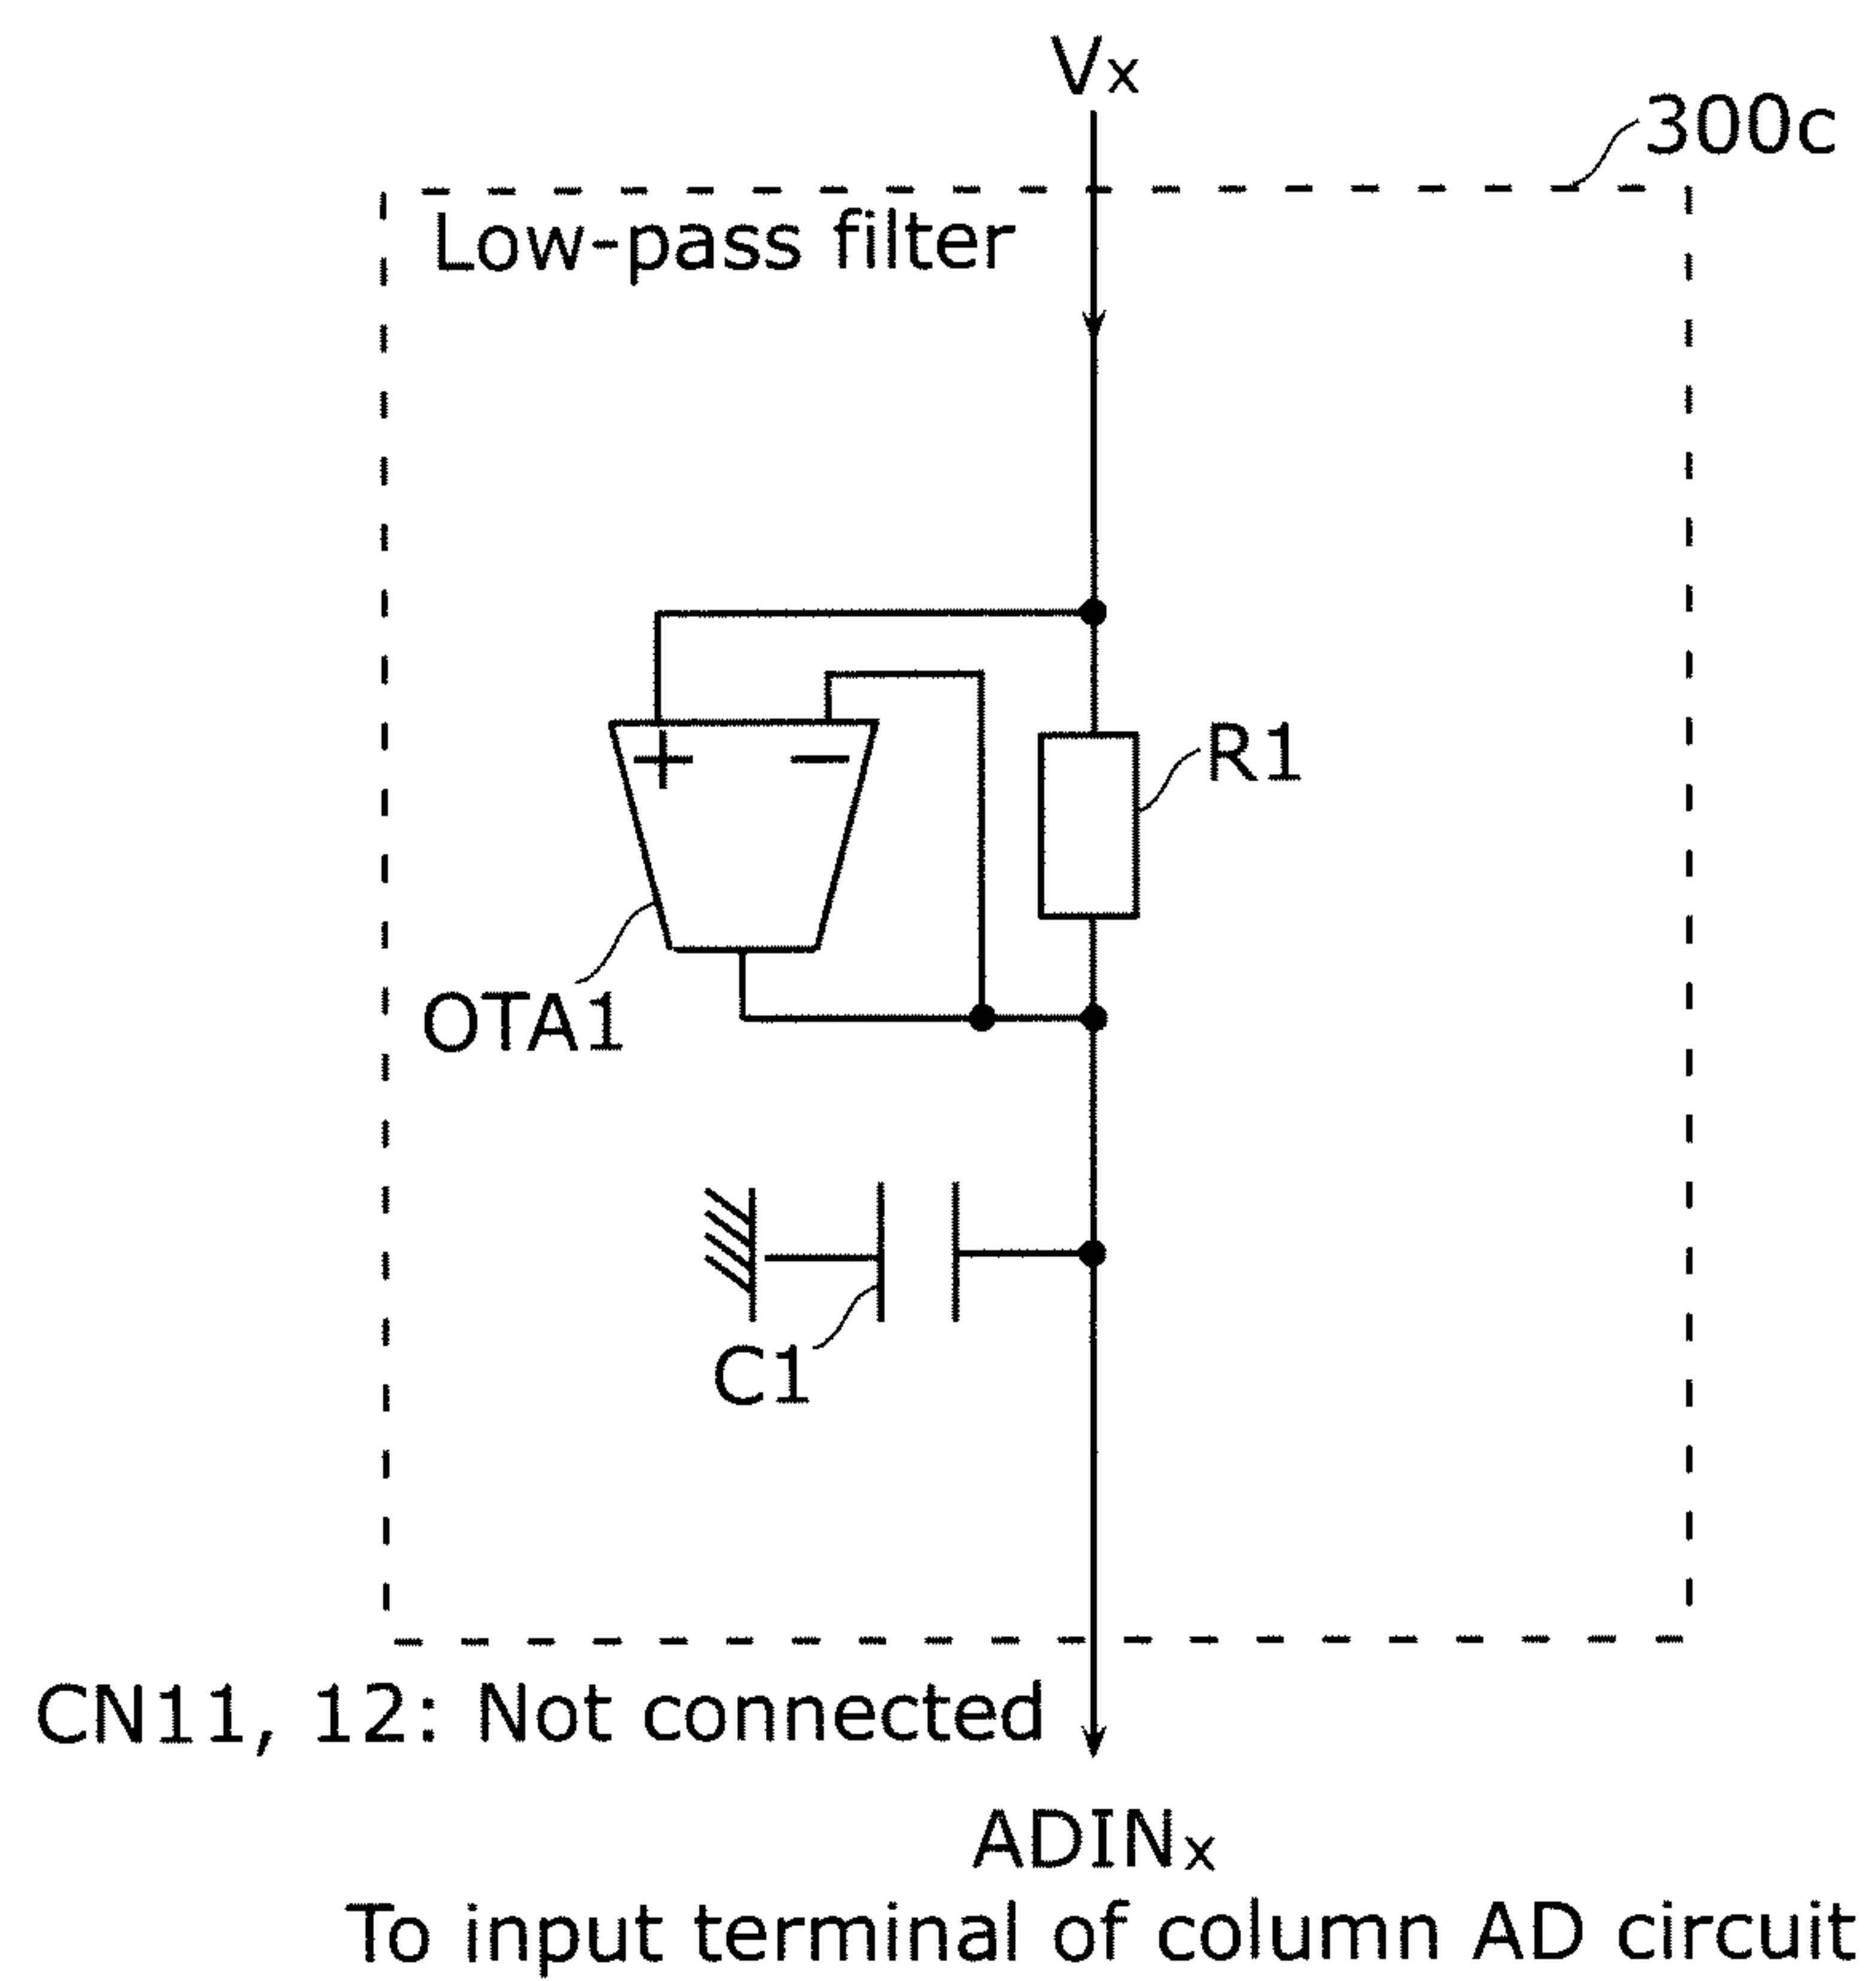 Vx
300c
Low-pass filter
+ −
R1
OTA1
C1
CN11, 12: Not connected
ADINx
To input terminal of column AD circuit